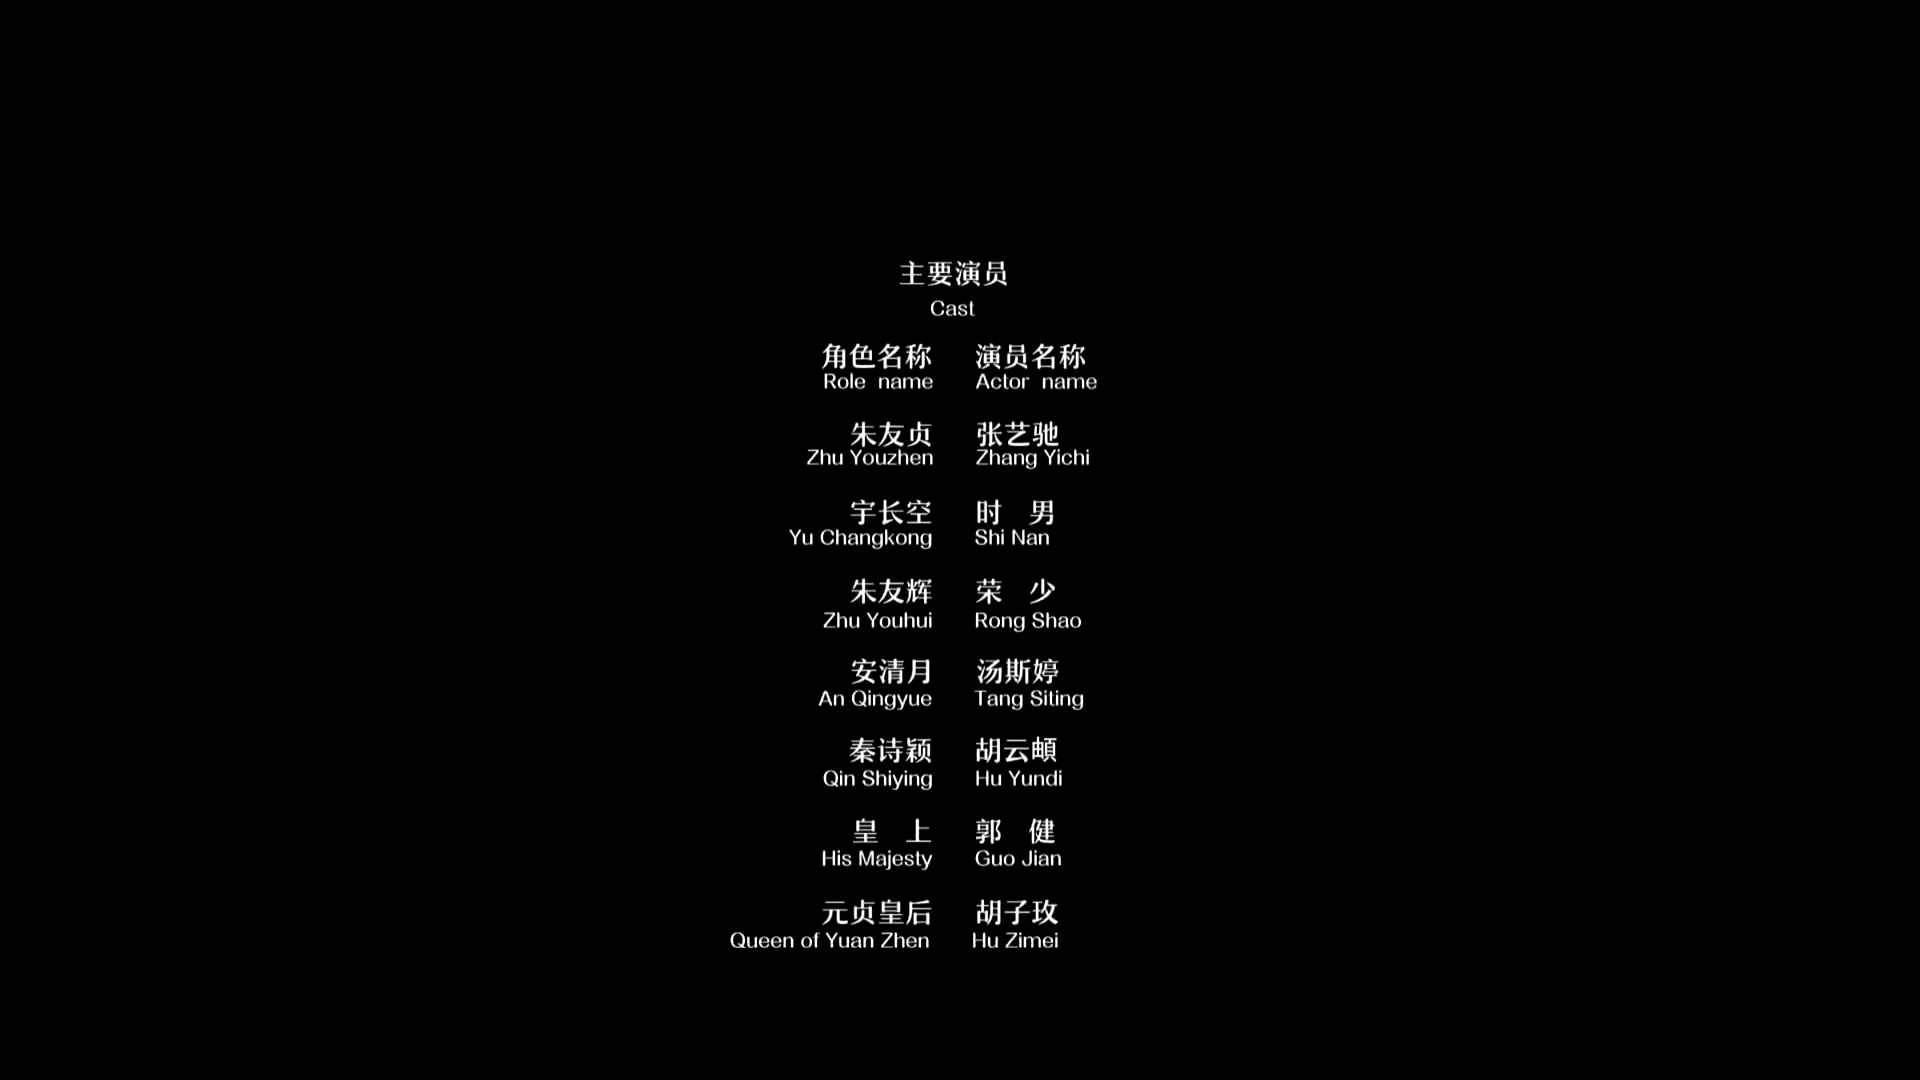 主要演员
Cast
角色名称 演员名称
Role name Actor name
朱友贞 张艺驰
Zhu Youzhen Zhang Yichi
宇长空 时 男
Yu Changkong Shi Nan
朱友辉 荣 少
Zhu Youhui Rong Shao
安清月 汤斯婷
An Qingyue Tang Siting
秦诗颖 胡云頔
Qin Shiying Hu Yundi
皇 上 郭 健
His Majesty Guo Jian
元贞皇后 胡子玫
Queen of Yuan Zhen Hu Zimei